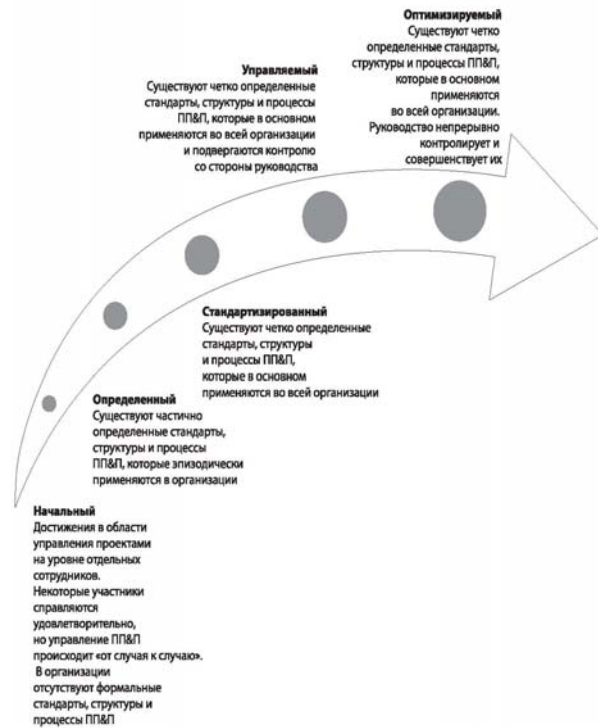 Оптимизируемый
Существуют четко
определенные стандарты,
структуры и процессы ПП&П,
которые в основном
применяются
во всей организации.
Руководство непрерывно
контролирует и
совершенствует их
Управляемый
Существуют четко определенные
стандарты, структуры и процессы
ПП&П, которые в основном
применяются во всей организации
и подвергаются контролю
со стороны руководства
Стандартизированный
Существуют четко определенные
стандарты, структуры
и процессы ПП&П,
которые в основном
применяются во всей организации
Определенный
Существуют частично
определенные стандарты,
структуры и процессы
ПП&П, которые эпизодически
применяются в организации
Начальный
Достижения в области
управления проектами
на уровне отдельных
сотрудников.
Некоторые участники
справляются
удовлетворительно,
но управление ПП&П
происходит «от случая к случаю».
В организации
отсутствуют формальные
стандарты, структуры и
процессы ПП&П